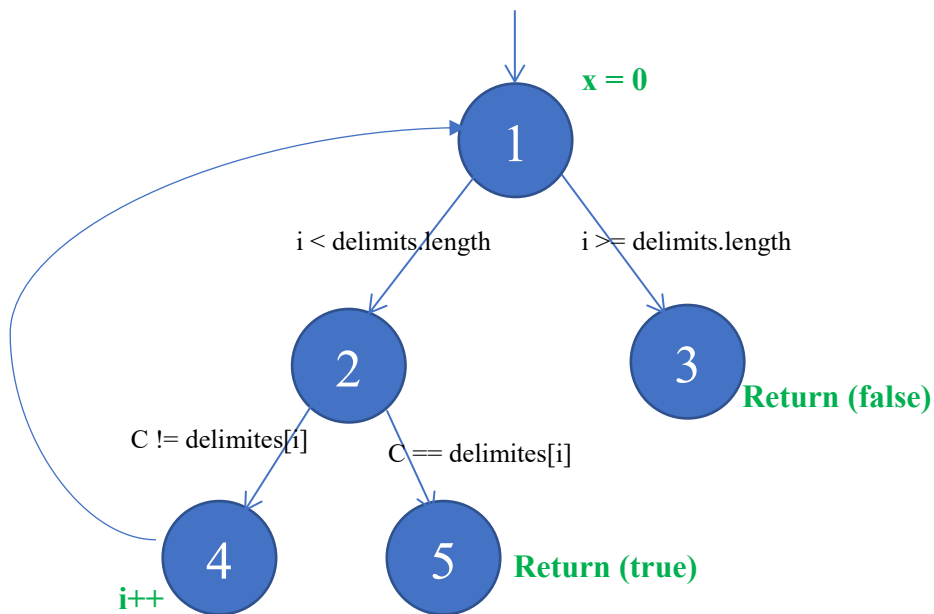 x = 0
1
i < delimits.length
i >= delimits.length
2
3
Return (false)
C != delimites[i]
C == delimites[i]
4
5
Return (true)
i++